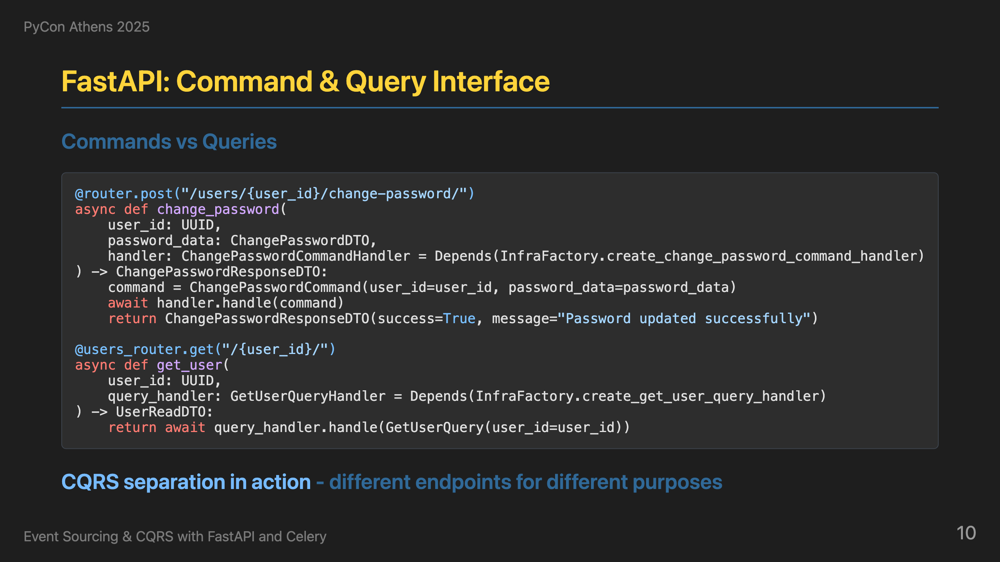 PyCon Athens 2025
FastAPI: Command & Query Interface
Commands vs Queries
@router.post("/users/{user_id}/change-password/")
async def change_password(
    user_id: UUID,
    password_data: ChangePasswordDTO,
    handler: ChangePasswordCommandHandler = Depends(InfraFactory.create_change_password_command_handler)
) -> ChangePasswordResponseDTO:
    command = ChangePasswordCommand(user_id=user_id, password_data=password_data)
    await handler.handle(command)
    return ChangePasswordResponseDTO(success=True, message="Password updated successfully")
@users_router.get("/{user_id}/")
async def get_user(
    user_id: UUID,
    query_handler: GetUserQueryHandler = Depends(InfraFactory.create_get_user_query_handler)
) -> UserReadDTO:
    return await query_handler.handle(GetUserQuery(user_id=user_id))
CQRS separation in action - different endpoints for different purposes
Event Sourcing & CQRS with FastAPI and Celery
10